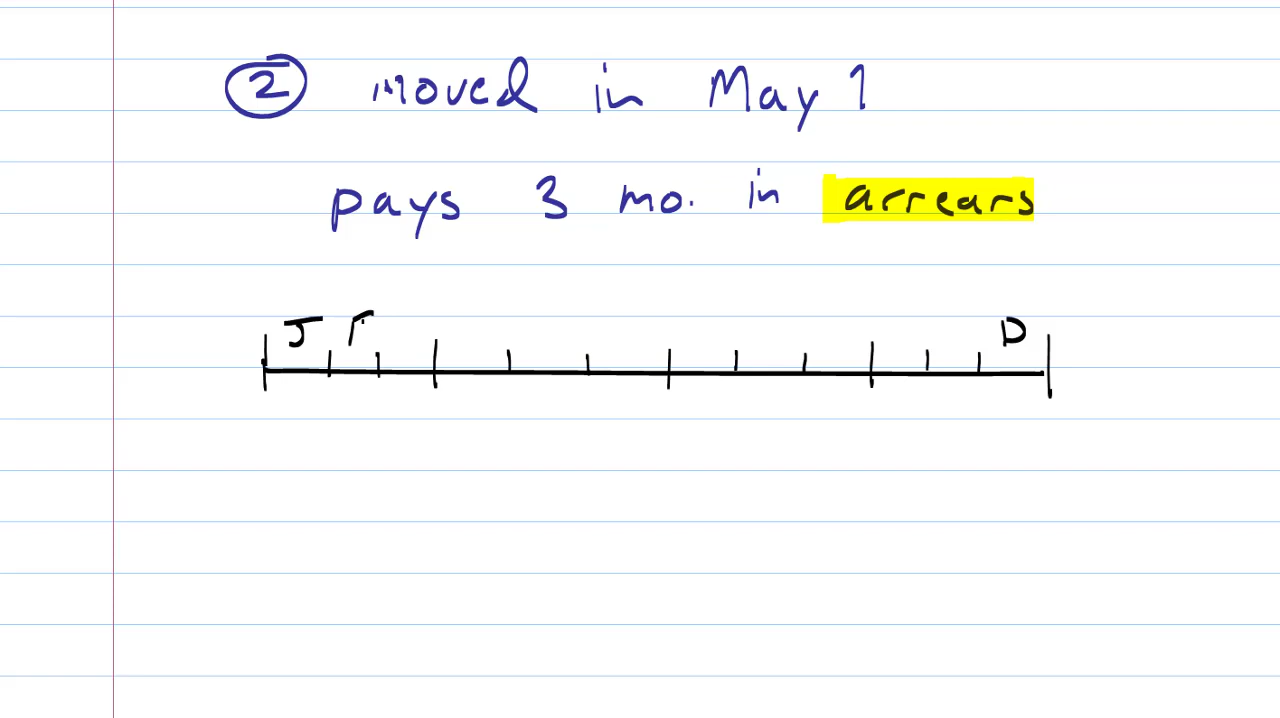 ② moved in May 1
pays 3 mo. in arrears
J D